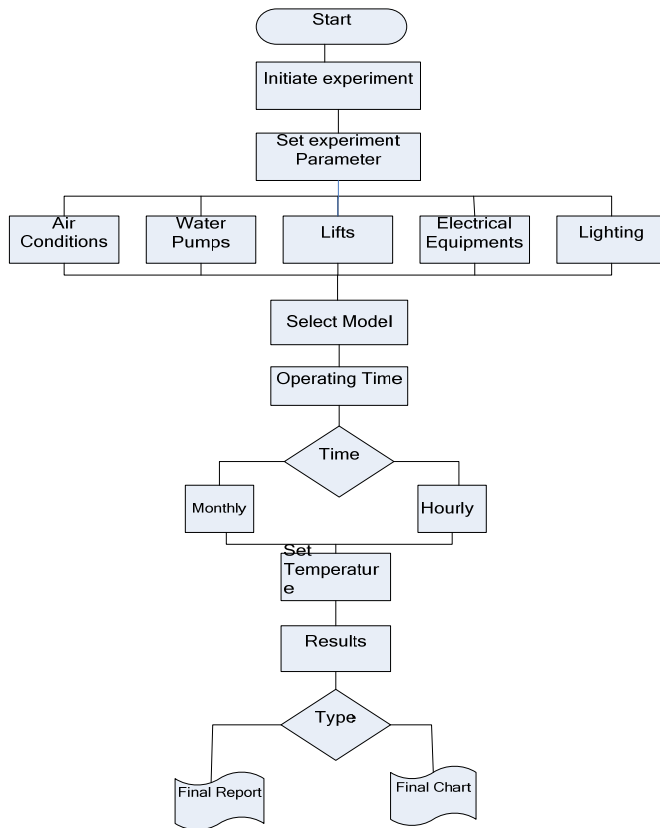 Start
Initiate experiment
Set experiment
Parameter
Air
Conditions
Water
Pumps
Lifts
Electrical
Equipments
Lighting
Select Model
Operating Time
Time
Monthly
Hourly
Set
Temperatur
e
Results
Type
Final Report
Final Chart